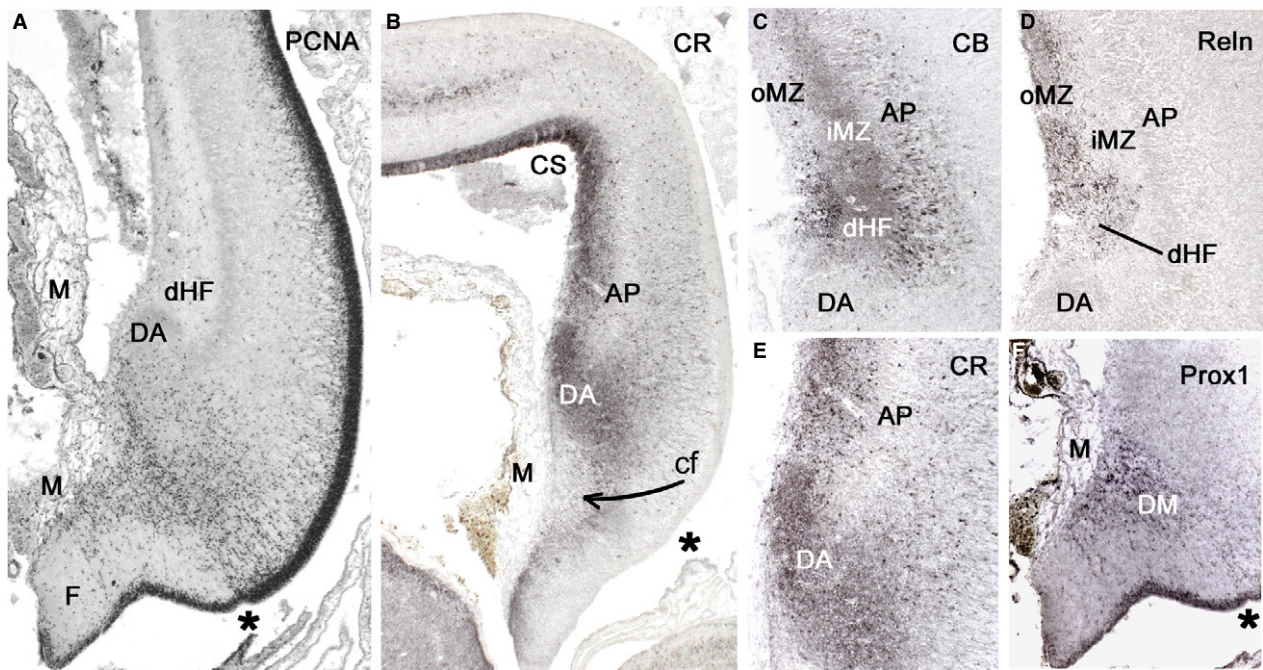 A
PCNA
M
dHF
DA
M
F
*
B
CR
CS
AP
DA
M
cf
*
C
CB
oMZ
AP
iMZ
dHF
DA
D
Reln
oMZ
AP
iMZ
dHF
DA
E
CR
AP
DA
F
Prox1
M
DM
*